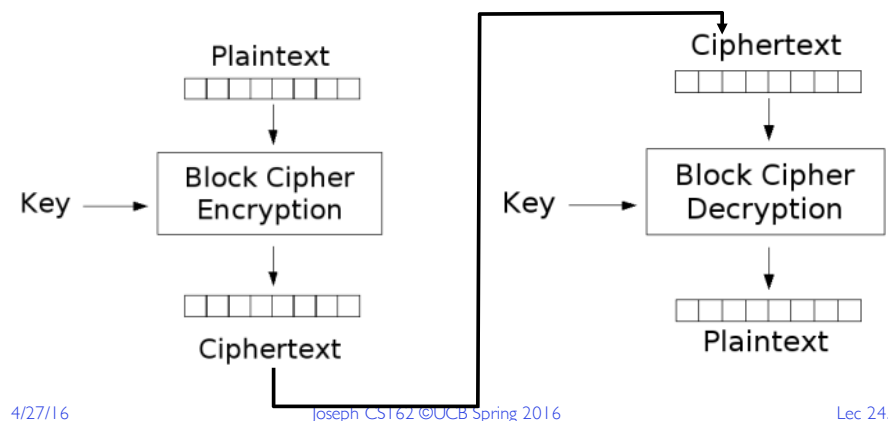 Plaintext
Key
Block Cipher
Encryption
Ciphertext
Ciphertext
Key
Block Cipher
Decryption
Plaintext
4/27/16
Joseph CS162 ©UCB Spring 2016
Lec 24.